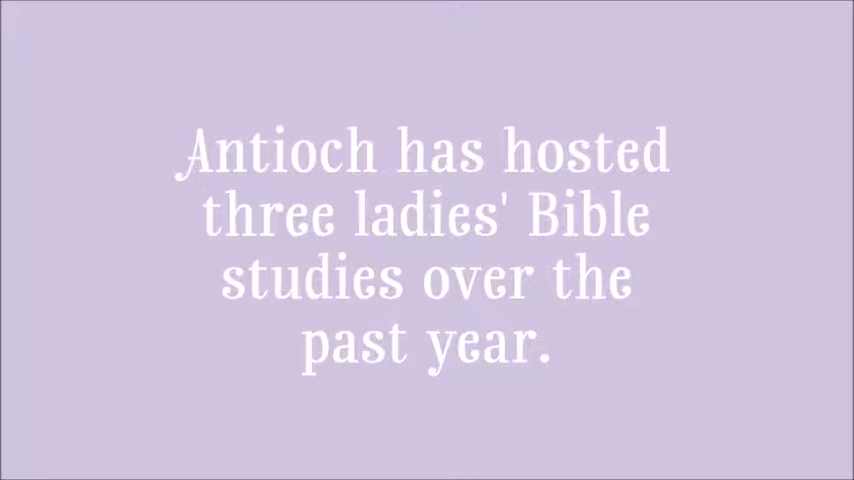 Antioch has hosted
three ladies' Bible
studies over the
past year.